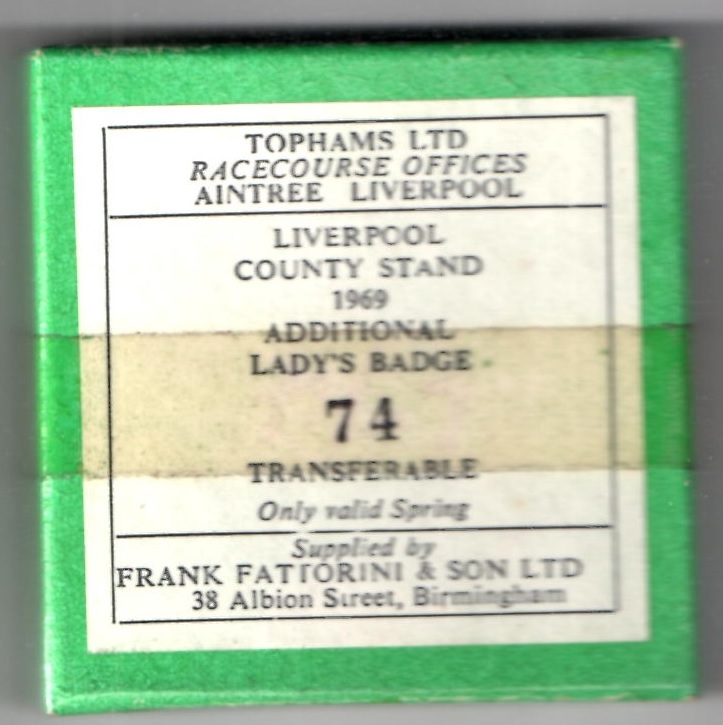 TOPHAMS LTD
RACECOURSE OFFICES
AINTREE LIVERPOOL
LIVERPOOL
COUNTY STAND
1969
ADDITIONAL
LADY'S BADGE
74
TRANSFERABLE
Only valid Spring
Supplied by
FRANK FATTORINI & SON LTD
38 Albion Street, Birmingham